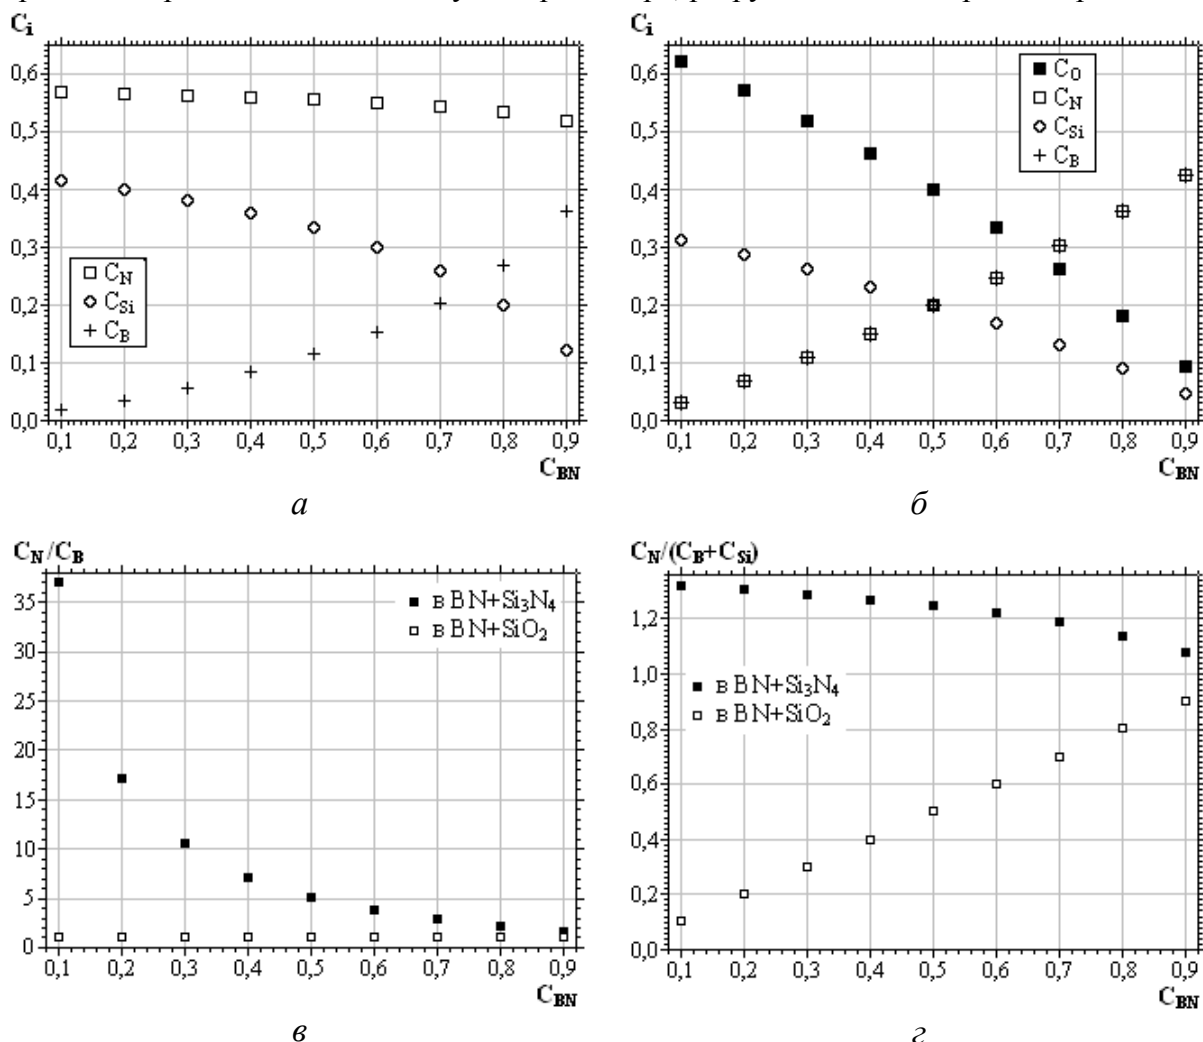 C_i
0,6
0,5
0,4
0,3
0,2
0,1
0,0
C_N
C_Si
C_B
0,1 0,2 0,3 0,4 0,5 0,6 0,7 0,8 0,9
C_BN
а
C_i
0,6
0,5
0,4
0,3
0,2
0,1
0,0
C_O
C_N
C_Si
C_B
0,1 0,2 0,3 0,4 0,5 0,6 0,7 0,8 0,9
C_BN
б
C_N/C_B
35
30
25
20
15
10
5
0
в BN+Si₃N₄
в BN+SiO₂
0,1 0,2 0,3 0,4 0,5 0,6 0,7 0,8 0,9
C_BN
в
C_N/(C_B+C_Si)
1,2
1,0
0,8
0,6
0,4
0,2
0,0
в BN+Si₃N₄
в BN+SiO₂
0,1 0,2 0,3 0,4 0,5 0,6 0,7 0,8 0,9
C_BN
г